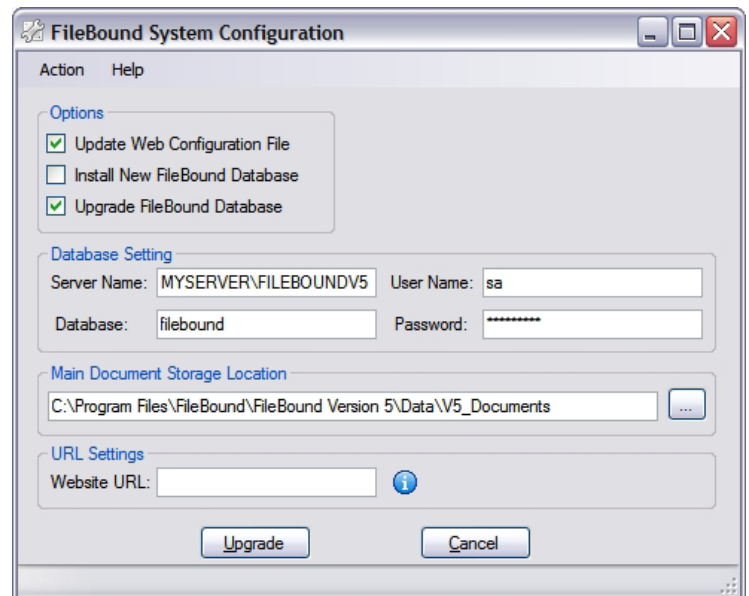 FileBound System Configuration
Action Help
Options
Update Web Configuration File
Install New FileBound Database
Upgrade FileBound Database
Database Setting
Server Name: MYSERVER\FILEBOUNDV5 User Name: sa
Database: filebound Password: *********
Main Document Storage Location
C:\Program Files\FileBound\FileBound Version 5\Data\V5_Documents ...
URL Settings
Website URL:
Upgrade Cancel